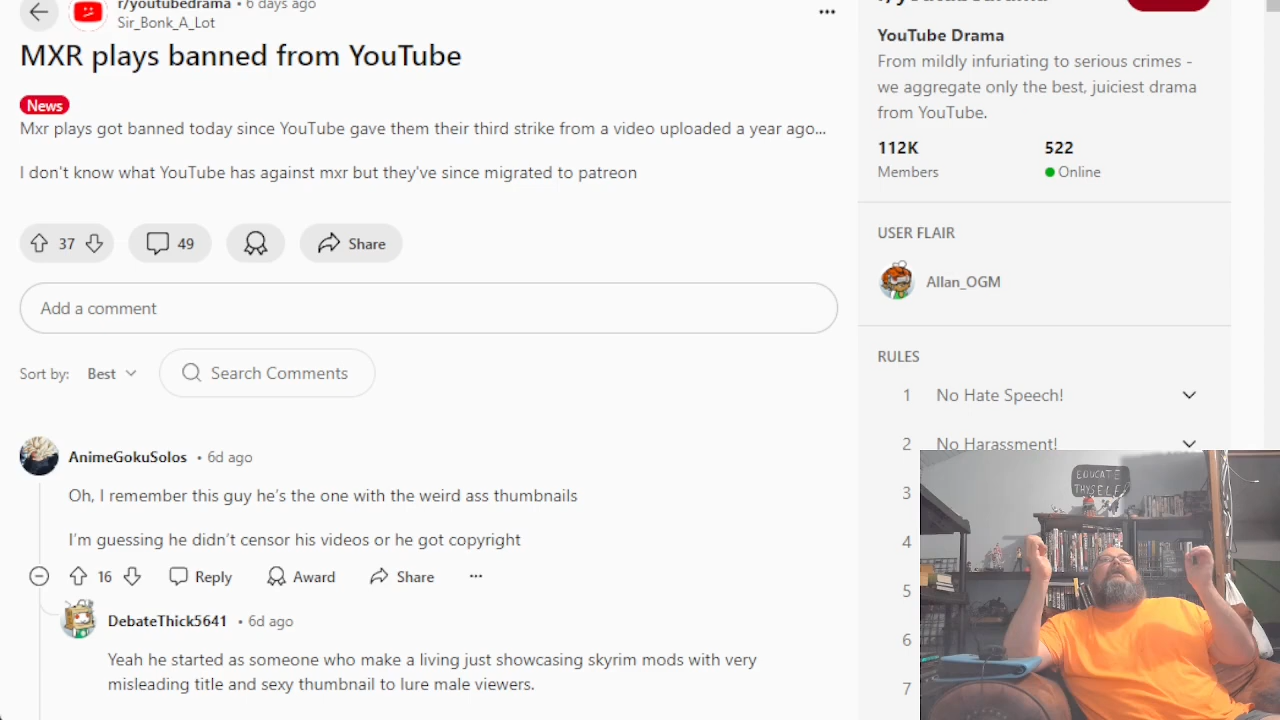 r/youtubedrama • 6 days ago
Sir_Bonk_A_Lot
MXR plays banned from YouTube
News
Mxr plays got banned today since YouTube gave them their third strike from a video uploaded a year ago...
I don't know what YouTube has against mxr but they've since migrated to patreon
37
49
Share
Add a comment
Sort by: Best
Search Comments
AnimeGokuSolos • 6d ago
Oh, I remember this guy he's the one with the weird ass thumbnails
I'm guessing he didn't censor his videos or he got copyright
16 Reply Award Share
DebateThick5641 • 6d ago
Yeah he started as someone who make a living just showcasing skyrim mods with very
misleading title and sexy thumbnail to lure male viewers.
r/youtubedrama
YouTube Drama
From mildly infuriating to serious crimes -
we aggregate only the best, juiciest drama
from YouTube.
112K 522
Members Online
USER FLAIR
Allan_OGM
RULES
1 No Hate Speech!
2 No Harassment!
3
4
5
6
7
EDUCATE
THYSELF